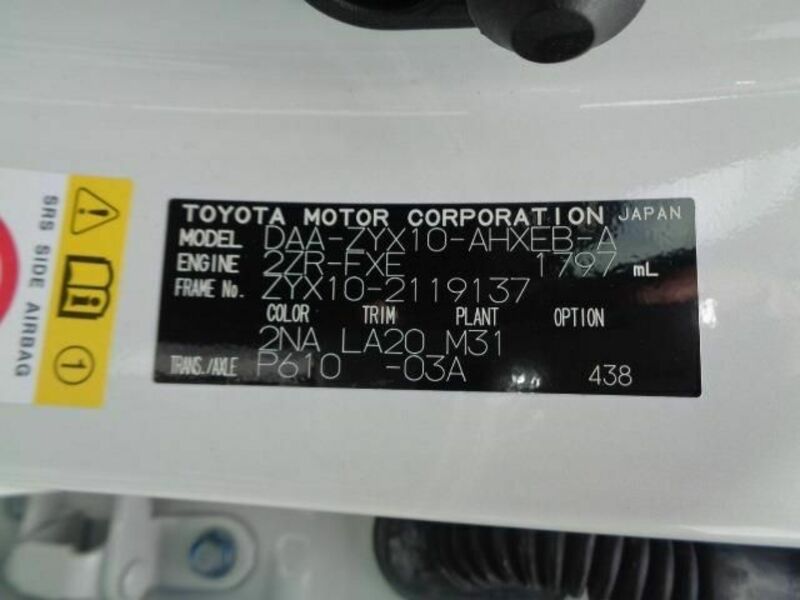 TOYOTA MOTOR CORPORATION JAPAN
MODEL DAA-ZYX10-AHXEB-A
ENGINE 2ZR-FXE 1797 mL
FRAME No. ZYX10-2119137
COLOR TRIM PLANT OPTION
2NA LA20 M31
TRANS./AXLE P610 -03A 438
SRS SIDE AIRBAG
1